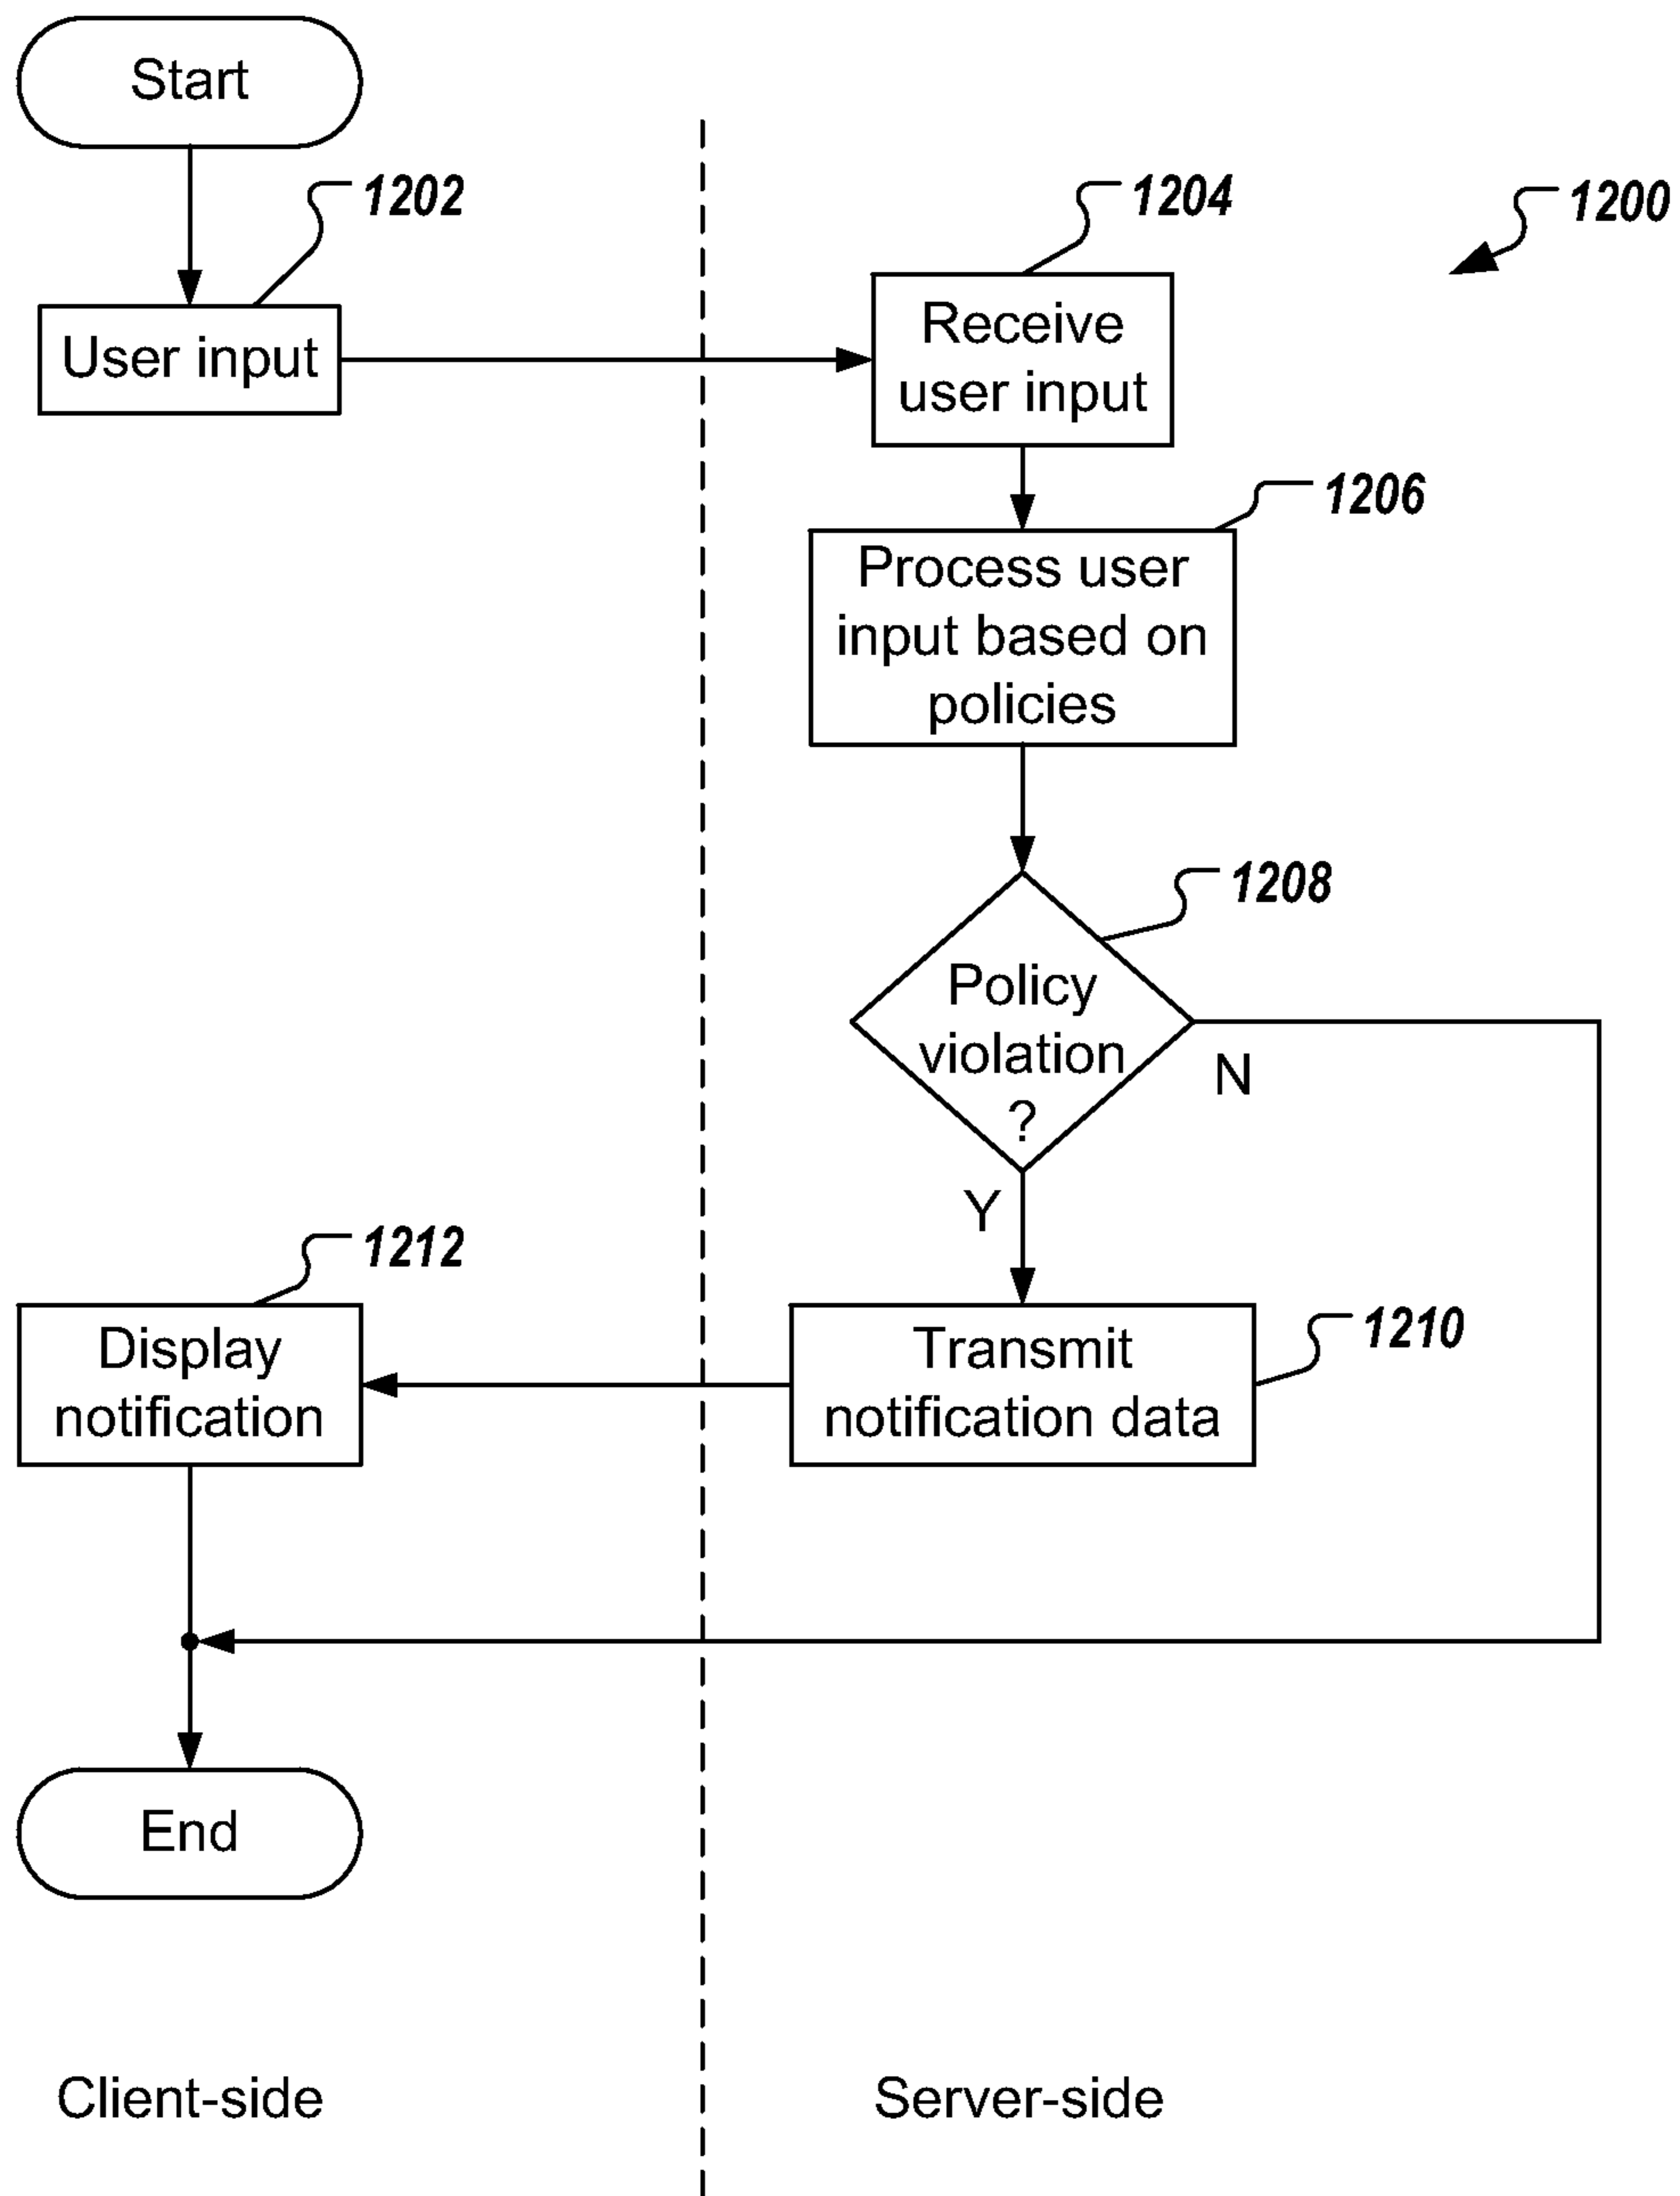 Start
1202
1204
1200
User input
Receive
user input
1206
Process user
input based on
policies
1208
Policy
violation
?
N
Y
1212
Display
notification
1210
Transmit
notification data
End
Client-side
Server-side